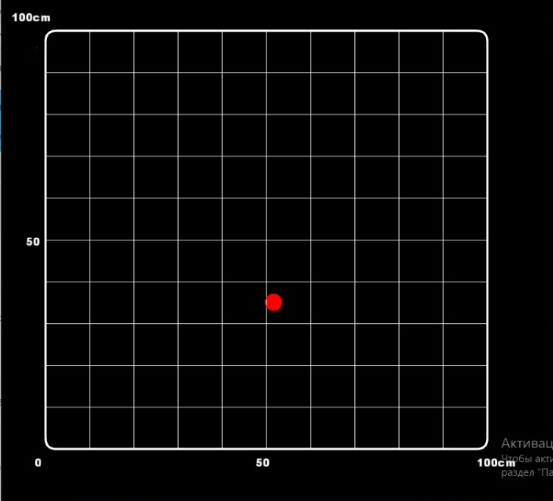 100cm
50
0
50
100cm
Активац
Чтобы акти
раздел "Па